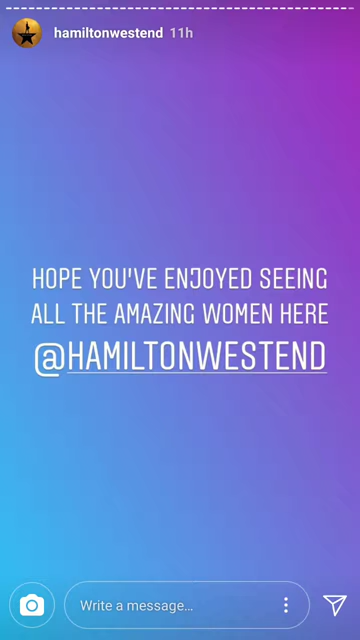 hamiltonwestend 11h
HOPE YOU'VE ENJOYED SEEING
ALL THE AMAZING WOMEN HERE
@HAMILTONWESTEND
Write a message...